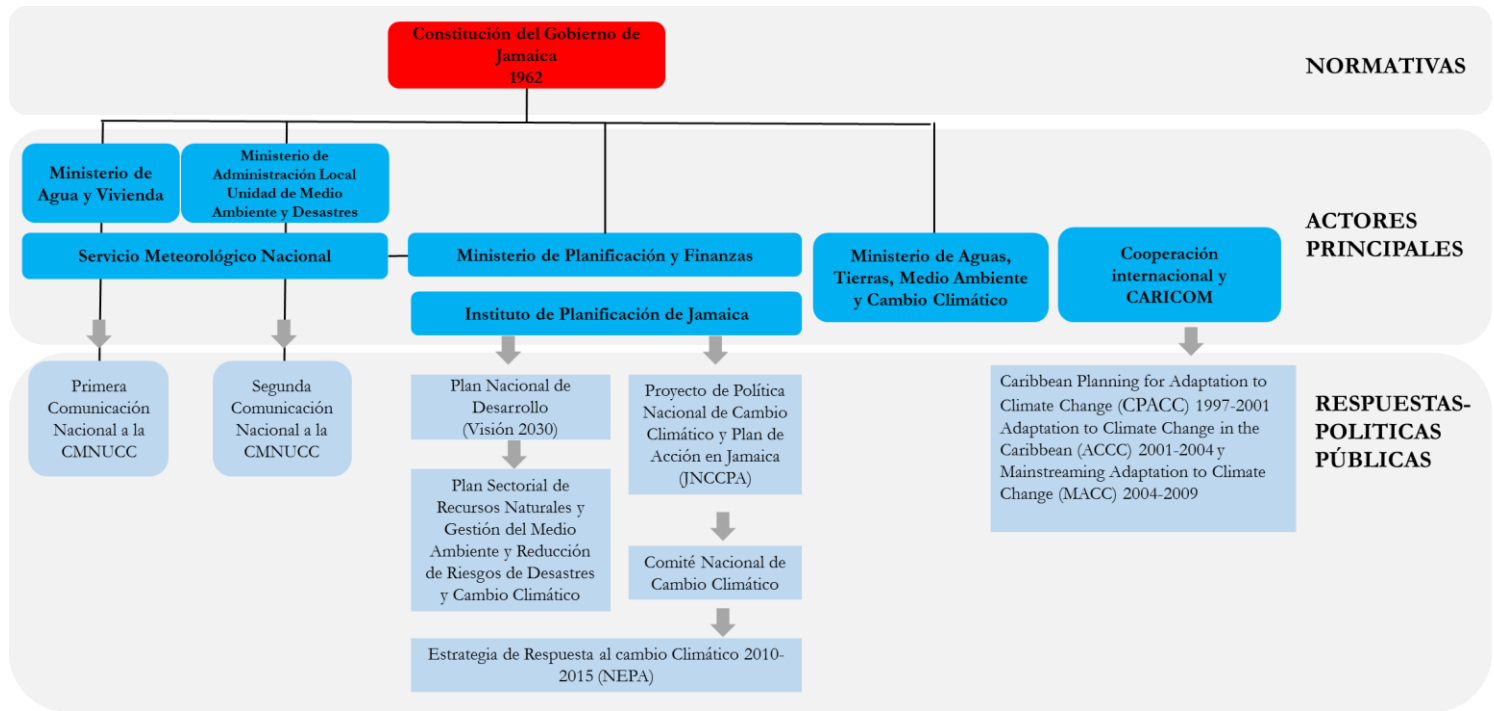 Constitución del Gobierno de
Jamaica
1962
NORMATIVAS
Ministerio de
Agua y Vivienda
Ministerio de
Administración Local
Unidad de Medio
Ambiente y Desastres
Servicio Meteorológico Nacional
Ministerio de Planificación y Finanzas
Instituto de Planificación de Jamaica
Ministerio de Aguas,
Tierras, Medio Ambiente
y Cambio Climático
Cooperación
internacional y
CARICOM
ACTORES
PRINCIPALES
Primera
Comunicación
Nacional a la
CMNUCC
Segunda
Comunicación
Nacional a la
CMNUCC
Plan Nacional de
Desarrollo
(Visión 2030)
Plan Sectorial de
Recursos Naturales y
Gestión del Medio
Ambiente y Reducción
de Riesgos de Desastres
y Cambio Climático
Proyecto de Política
Nacional de Cambio
Climático y Plan de
Acción en Jamaica
(JNCCPA)
Comité Nacional de
Cambio Climático
Estrategia de Respuesta al cambio Climático 2010-
2015 (NEPA)
Caribbean Planning for Adaptation to
Climate Change (CPACC) 1997-2001
Adaptation to Climate Change in the
Caribbean (ACCC) 2001-2004 y
Mainstreaming Adaptation to Climate
Change (MACC) 2004-2009
RESPUESTAS-
POLITICAS
PÚBLICAS